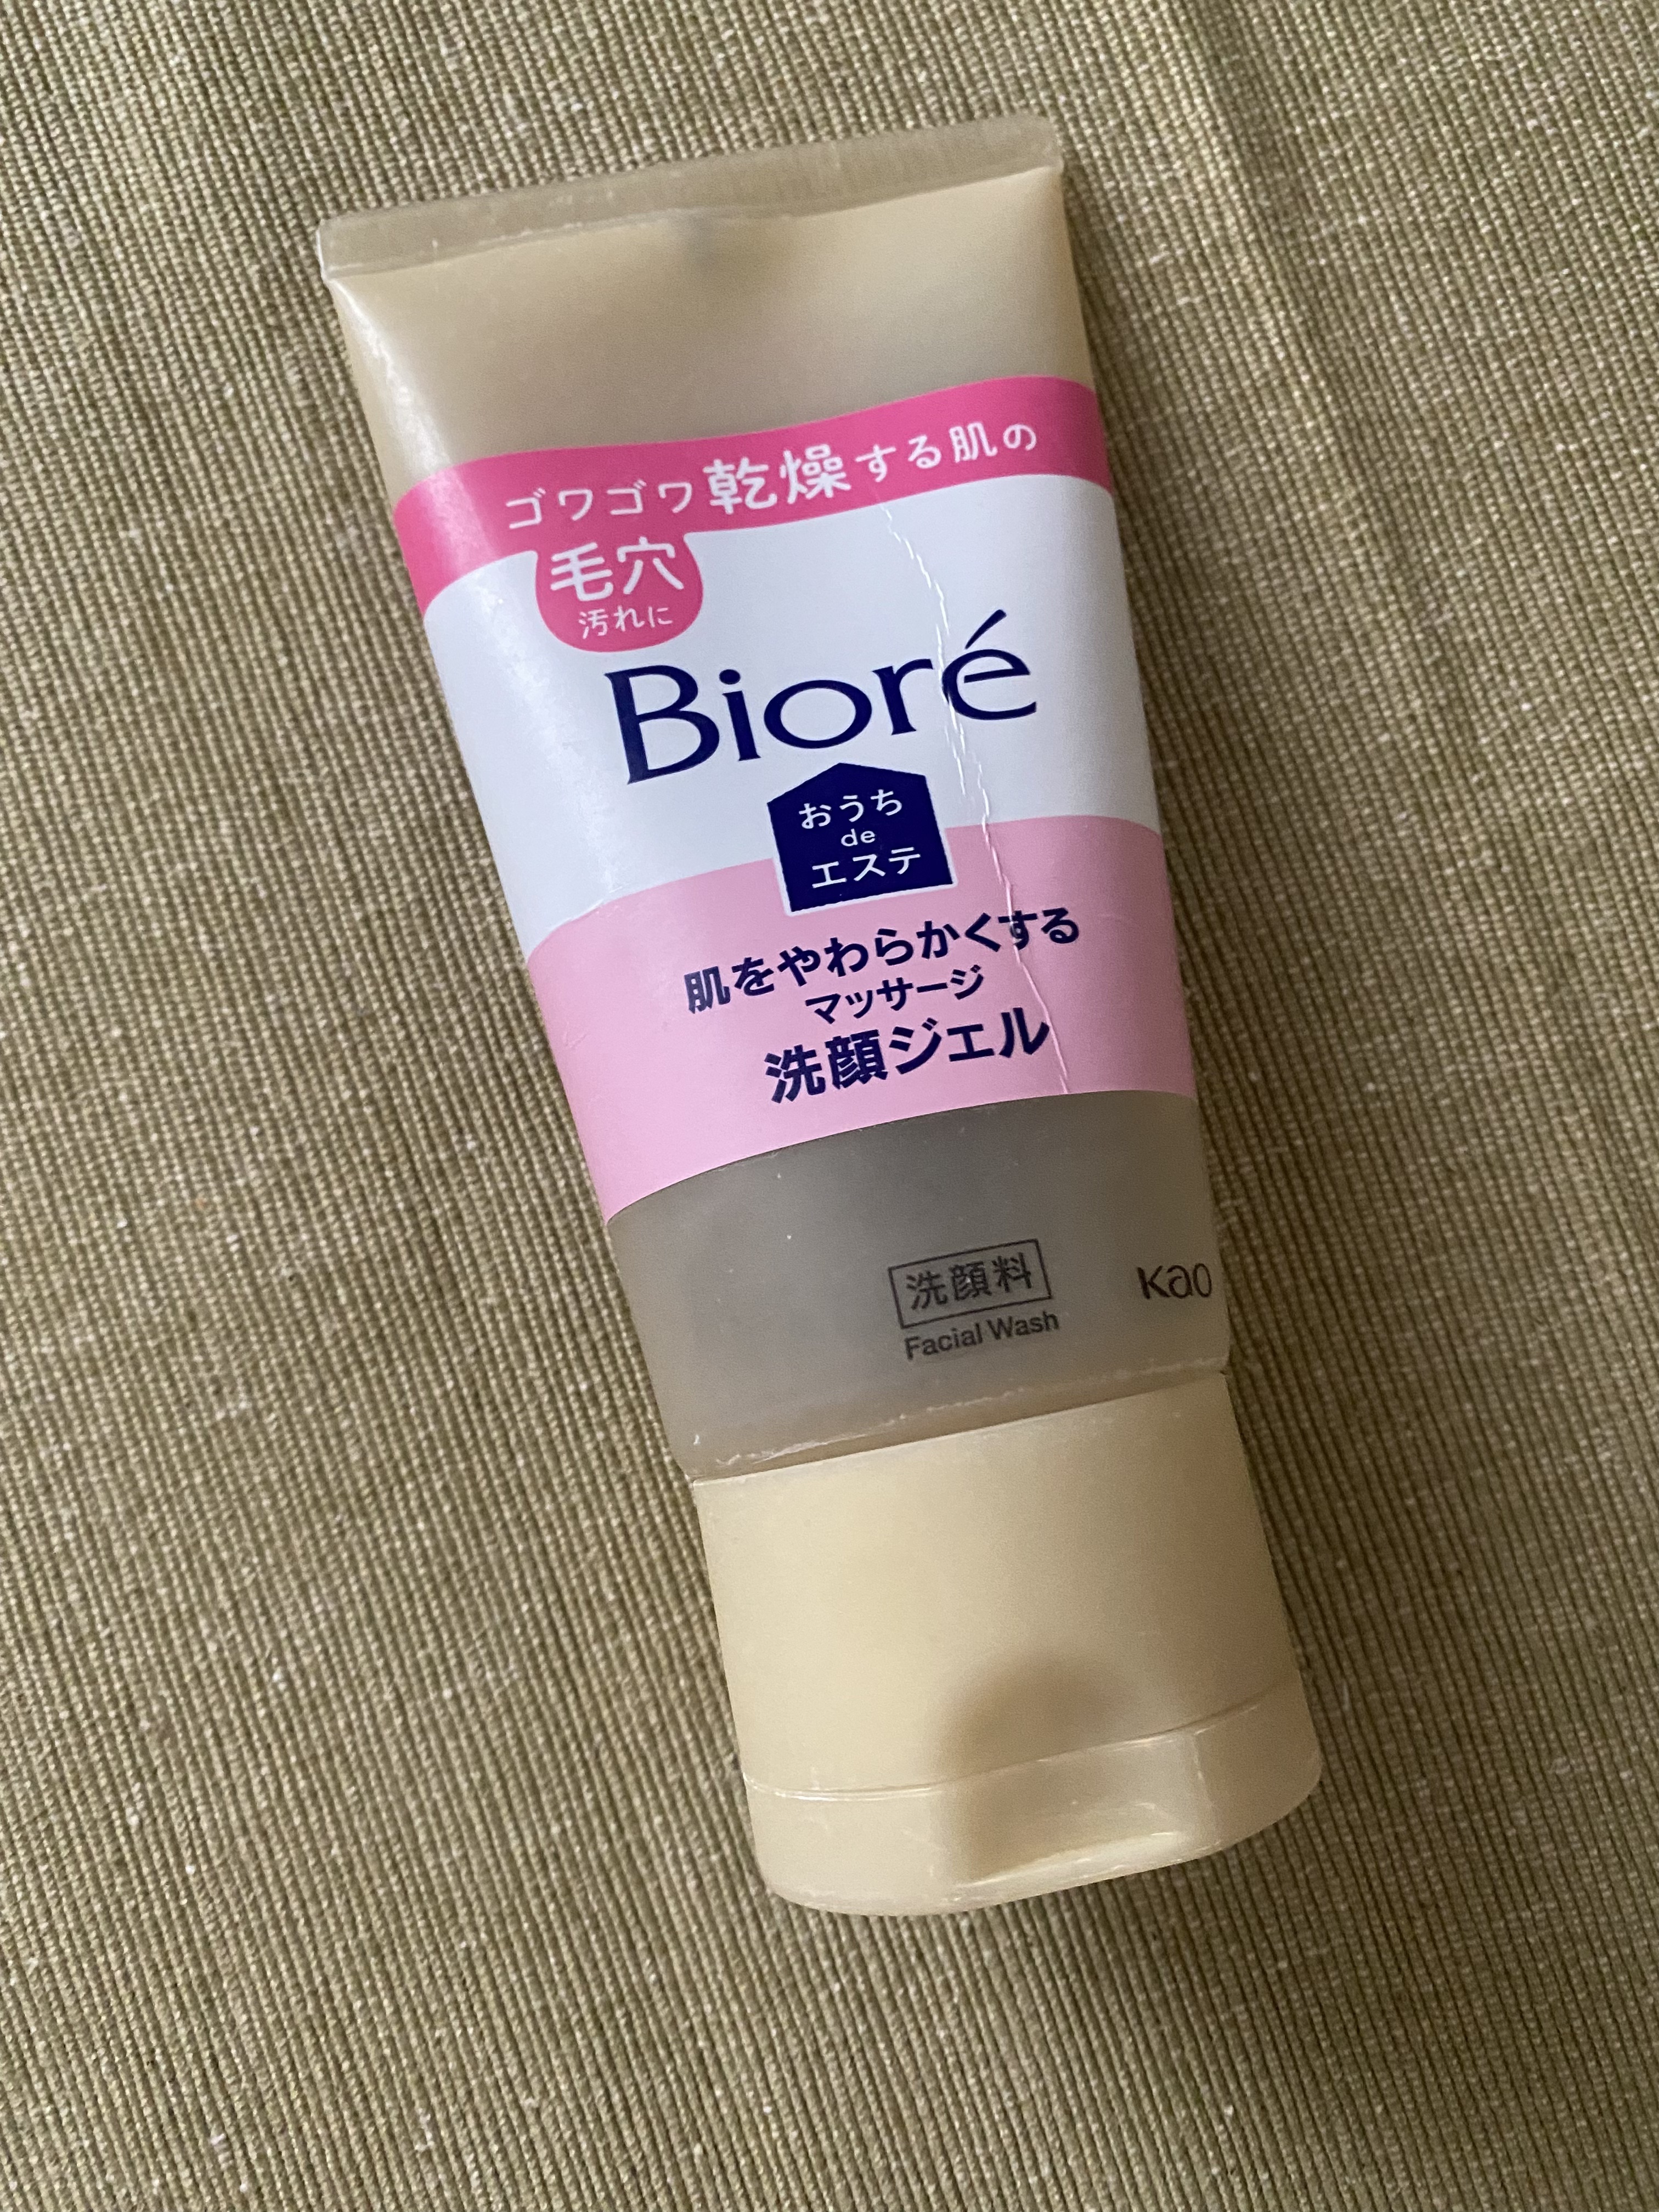 ゴワゴワ乾燥する肌の
毛穴
汚れに
Bioré
おうち
de
エステ
肌をやわらかくする
マッサージ
洗顔ジェル
洗顔料
Facial Wash
Kao